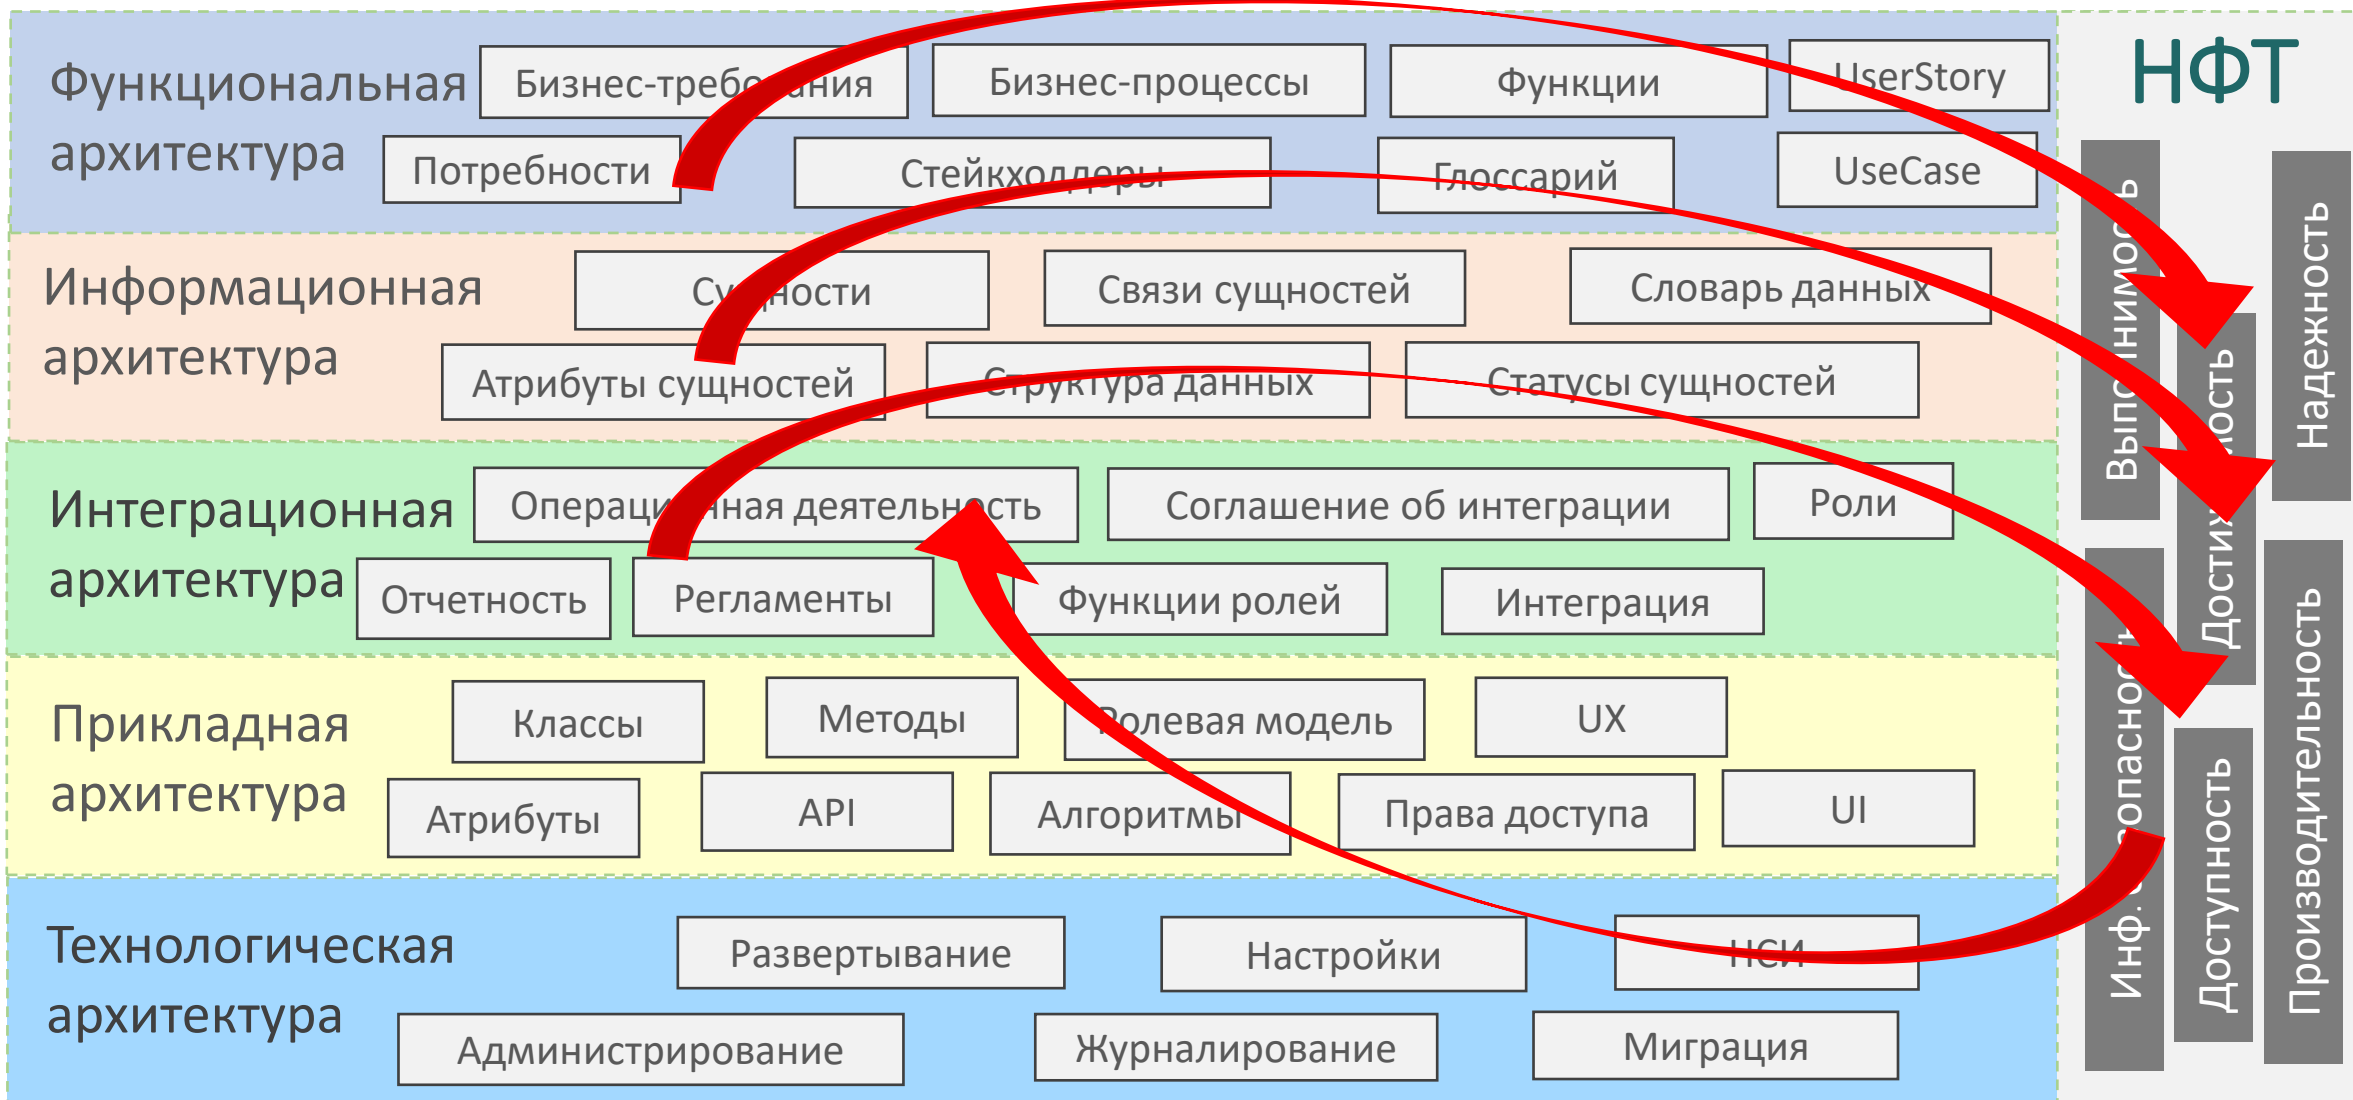 Функциональная
архитектура
Бизнес-требования
Бизнес-процессы
Функции
UserStory
Потребности
Стейкхолдеры
Глоссарий
UseCase
Информационная
архитектура
Сущности
Связи сущностей
Словарь данных
Атрибуты сущностей
Структура данных
Статусы сущностей
Интеграционная
архитектура
Операционная деятельность
Соглашение об интеграции
Роли
Отчетность
Регламенты
Функции ролей
Интеграция
Прикладная
архитектура
Классы
Методы
Ролевая модель
UX
Атрибуты
API
Алгоритмы
Права доступа
UI
Технологическая
архитектура
Развертывание
Настройки
НСИ
Администрирование
Журналирование
Миграция
НФТ
Выполнимость
Достижимость
Надежность
Инф. безопасность
Доступность
Производительность